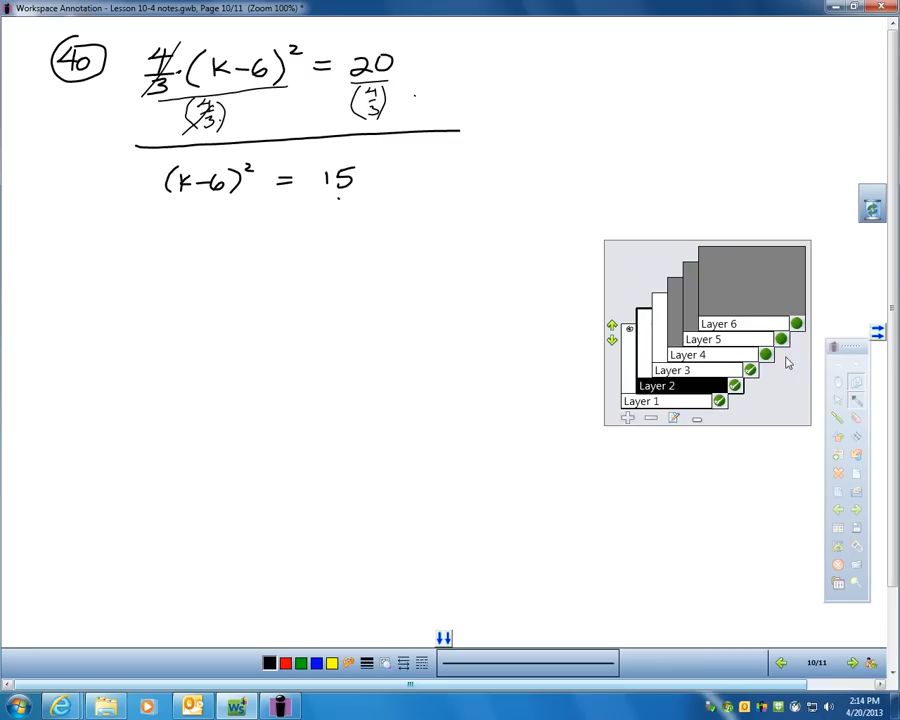 Workspace Annotation - Lesson 10-4 notes.gwb, Page 10/11 (Zoom 100%) *
40
4/3 · (k-6)² = 20
(4/3) (4/3)
(k-6)² = 15
Layer 6
Layer 5
Layer 4
Layer 3
Layer 2
Layer 1
10/11
2:14 PM
4/20/2013